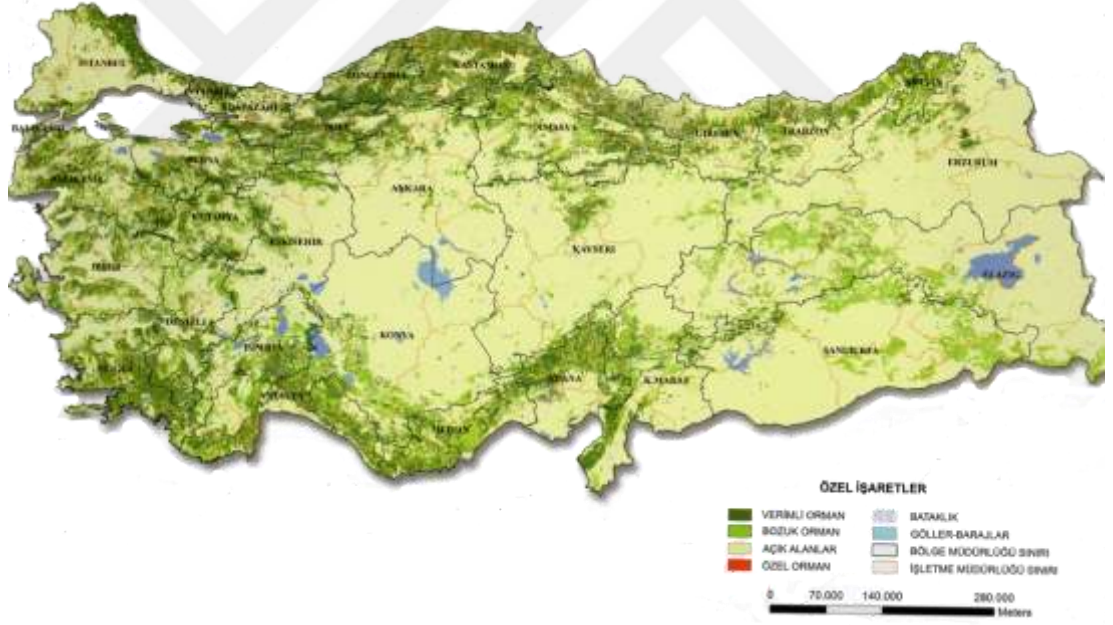 İSTANBUL
ZONGULDAK
KASTAMONU
ARTVİN
ADAPAZARI
AMASYA
GİRESUN
TRABZON
ERZURUM
BURSA
ANKARA
KÜTAHYA
ESKİŞEHİR
KAYSERİ
ELAZIĞ
İZMİR
DENİZLİ
KONYA
ISPARTA
ŞANLIURFA
MUĞLA
ADANA
K.MARAŞ
ANTALYA
MERSİN
ÖZEL İŞARETLER
VERİMLİ ORMAN
BOZUK ORMAN
AÇIK ALANLAR
ÖZEL ORMAN
BATAKLIK
GÖLLER-BARAJLAR
BÖLGE MÜDÜRLÜĞÜ SINIRI
İŞLETME MÜDÜRLÜĞÜ SINIRI
0 70.000 140.000 280.000
Meters